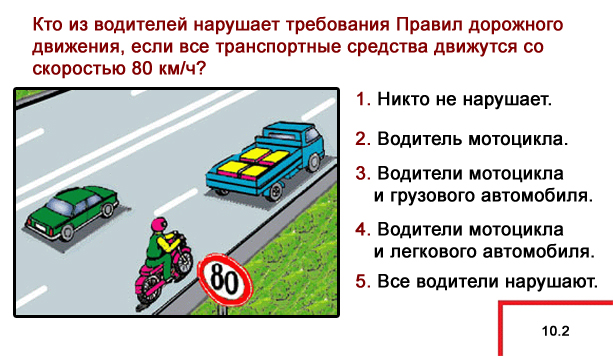 Кто из водителей нарушает требования Правил дорожного
движения, если все транспортные средства движутся со
скоростью 80 км/ч?
1. Никто не нарушает.
2. Водитель мотоцикла.
3. Водители мотоцикла
и грузового автомобиля.
4. Водители мотоцикла
и легкового автомобиля.
5. Все водители нарушают.
80
10.2